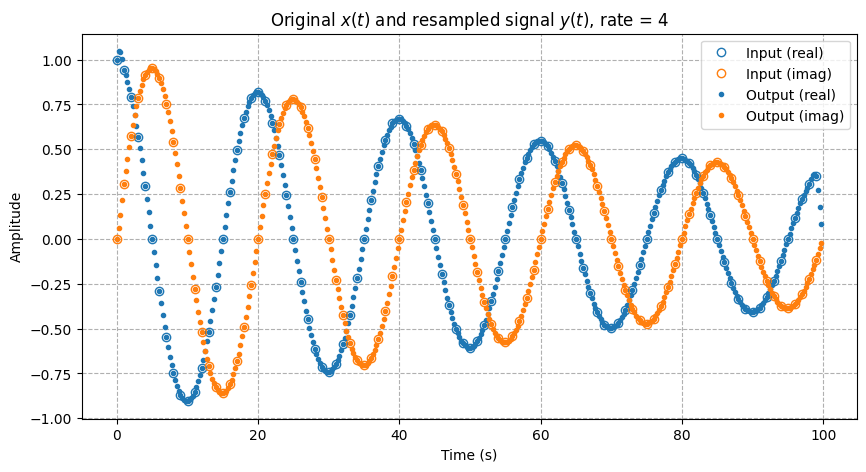 Original x(t) and resampled signal y(t), rate = 4
Input (real)
Input (imag)
Output (real)
Output (imag)
1.00
0.75
0.50
0.25
0.00
−0.25
−0.50
−0.75
−1.00
Amplitude
0 20 40 60 80 100
Time (s)